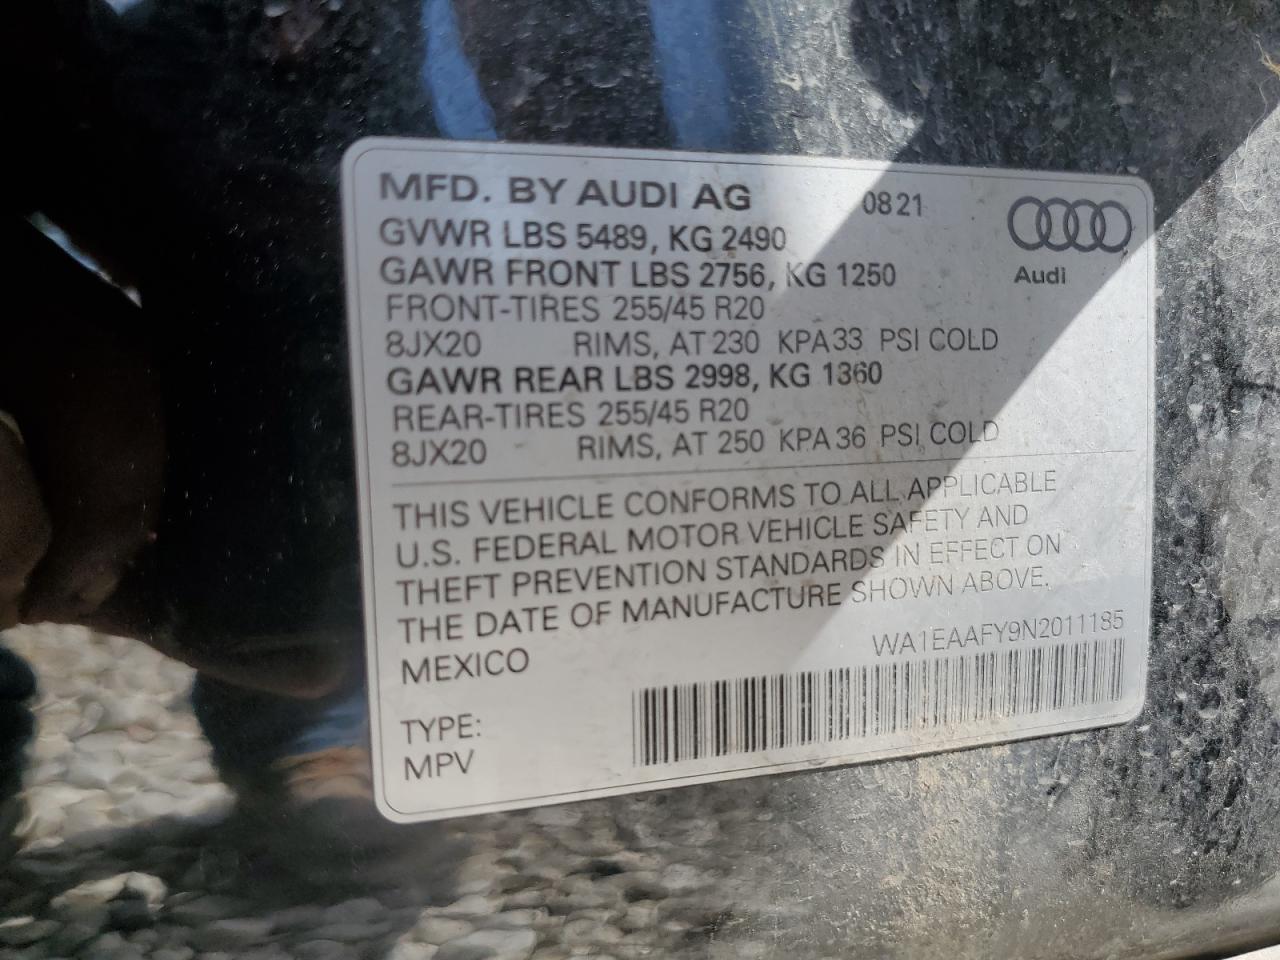 MFD. BY AUDI AG 08 21
GVWR LBS 5489, KG 2490
GAWR FRONT LBS 2756, KG 1250
Audi
FRONT-TIRES 255/45 R20
8JX20 RIMS, AT 230 KPA 33 PSI COLD
GAWR REAR LBS 2998, KG 1360
REAR-TIRES 255/45 R20
8JX20 RIMS, AT 250 KPA 36 PSI COLD
THIS VEHICLE CONFORMS TO ALL APPLICABLE
U.S. FEDERAL MOTOR VEHICLE SAFETY AND
THEFT PREVENTION STANDARDS IN EFFECT ON
THE DATE OF MANUFACTURE SHOWN ABOVE.
MEXICO
WA1EAAFY9N2011185
TYPE:
MPV